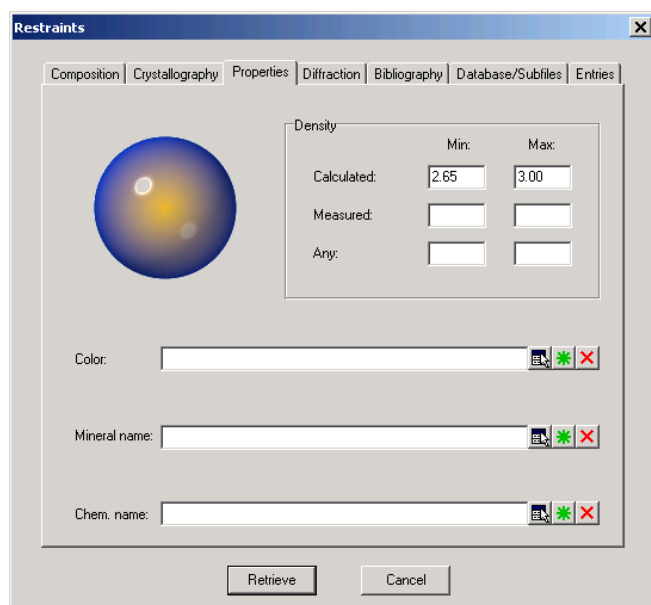 Restraints
Composition Crystallography Properties Diffraction Bibliography Database/Subfiles Entries
Density
Min: Max:
Calculated: 2.65 3.00
Measured:
Any:
Color:
Mineral name:
Chem. name:
Retrieve Cancel